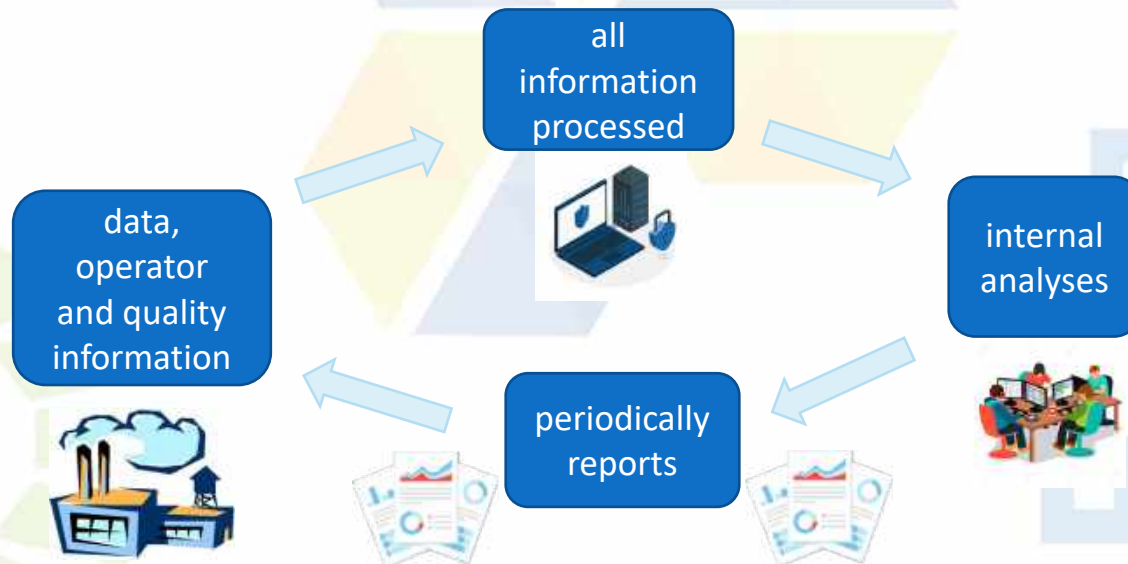 all
information
processed
data,
operator
and quality
information
internal
analyses
periodically
reports